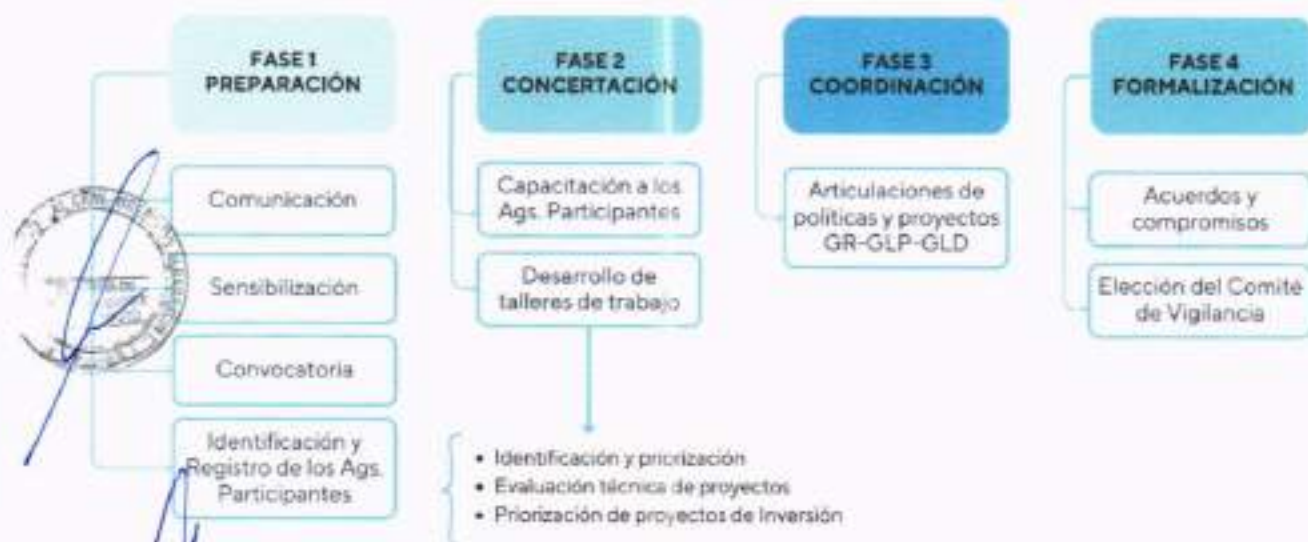 FASE 1
PREPARACIÓN
Comunicación
Sensibilización
Convocatoria
Identificación y
Registro de los Ags.
Participantes
FASE 2
CONCERTACIÓN
Capacitación a los
Ags. Participantes
Desarrollo de
talleres de trabajo
• Identificación y priorización
• Evaluación técnica de proyectos
• Priorización de proyectos de Inversión
FASE 3
COORDINACIÓN
Articulaciones de
políticas y proyectos
GR-GLP-GLD
FASE 4
FORMALIZACIÓN
Acuerdos y
compromisos
Elección del Comité
de Vigilancia